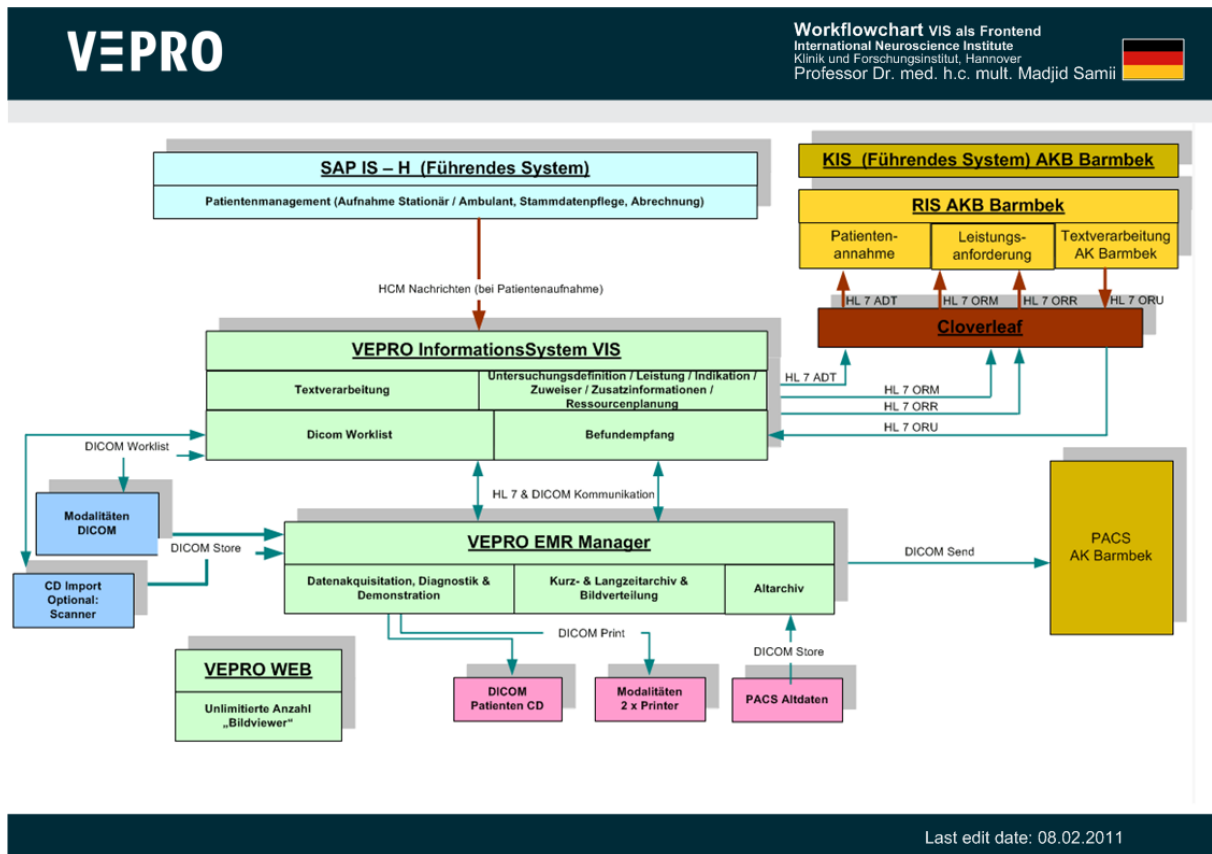 VEPRO
Workflowchart VIS als Frontend
International Neuroscience Institute
Klinik und Forschungsinstitut, Hannover
Professor Dr. med. h.c. mult. Madjid Samii
SAP IS – H (Führendes System)
Patientenmanagement (Aufnahme Stationär / Ambulant, Stammdatenpflege, Abrechnung)
KIS (Führendes System) AKB Barmbek
RIS AKB Barmbek
Patienten-
annahme
Leistungs-
anforderung
Textverarbeitung
AK Barmbek
HCM Nachrichten (bei Patientenaufnahme)
HL 7 ADT
HL 7 ORM
HL 7 ORR
HL 7 ORU
Cloverleaf
VEPRO InformationsSystem VIS
Textverarbeitung
Untersuchungsdefinition / Leistung / Indikation /
Zuweiser / Zusatzinformationen /
Ressourcenplanung
Dicom Worklist
Befundempfang
HL 7 ADT
HL 7 ORM
HL 7 ORR
HL 7 ORU
DICOM Worklist
HL 7 & DICOM Kommunikation
Modalitäten
DICOM
DICOM Store
CD Import
Optional:
Scanner
VEPRO EMR Manager
Datenakquisitation, Diagnostik &
Demonstration
Kurz- & Langzeitarchiv &
Bildverteilung
Altarchiv
DICOM Send
PACS
AK Barmbek
DICOM Print
DICOM Store
VEPRO WEB
Unlimitierte Anzahl
„Bildviewer“
DICOM
Patienten CD
Modalitäten
2 x Printer
PACS Altdaten
Last edit date: 08.02.2011